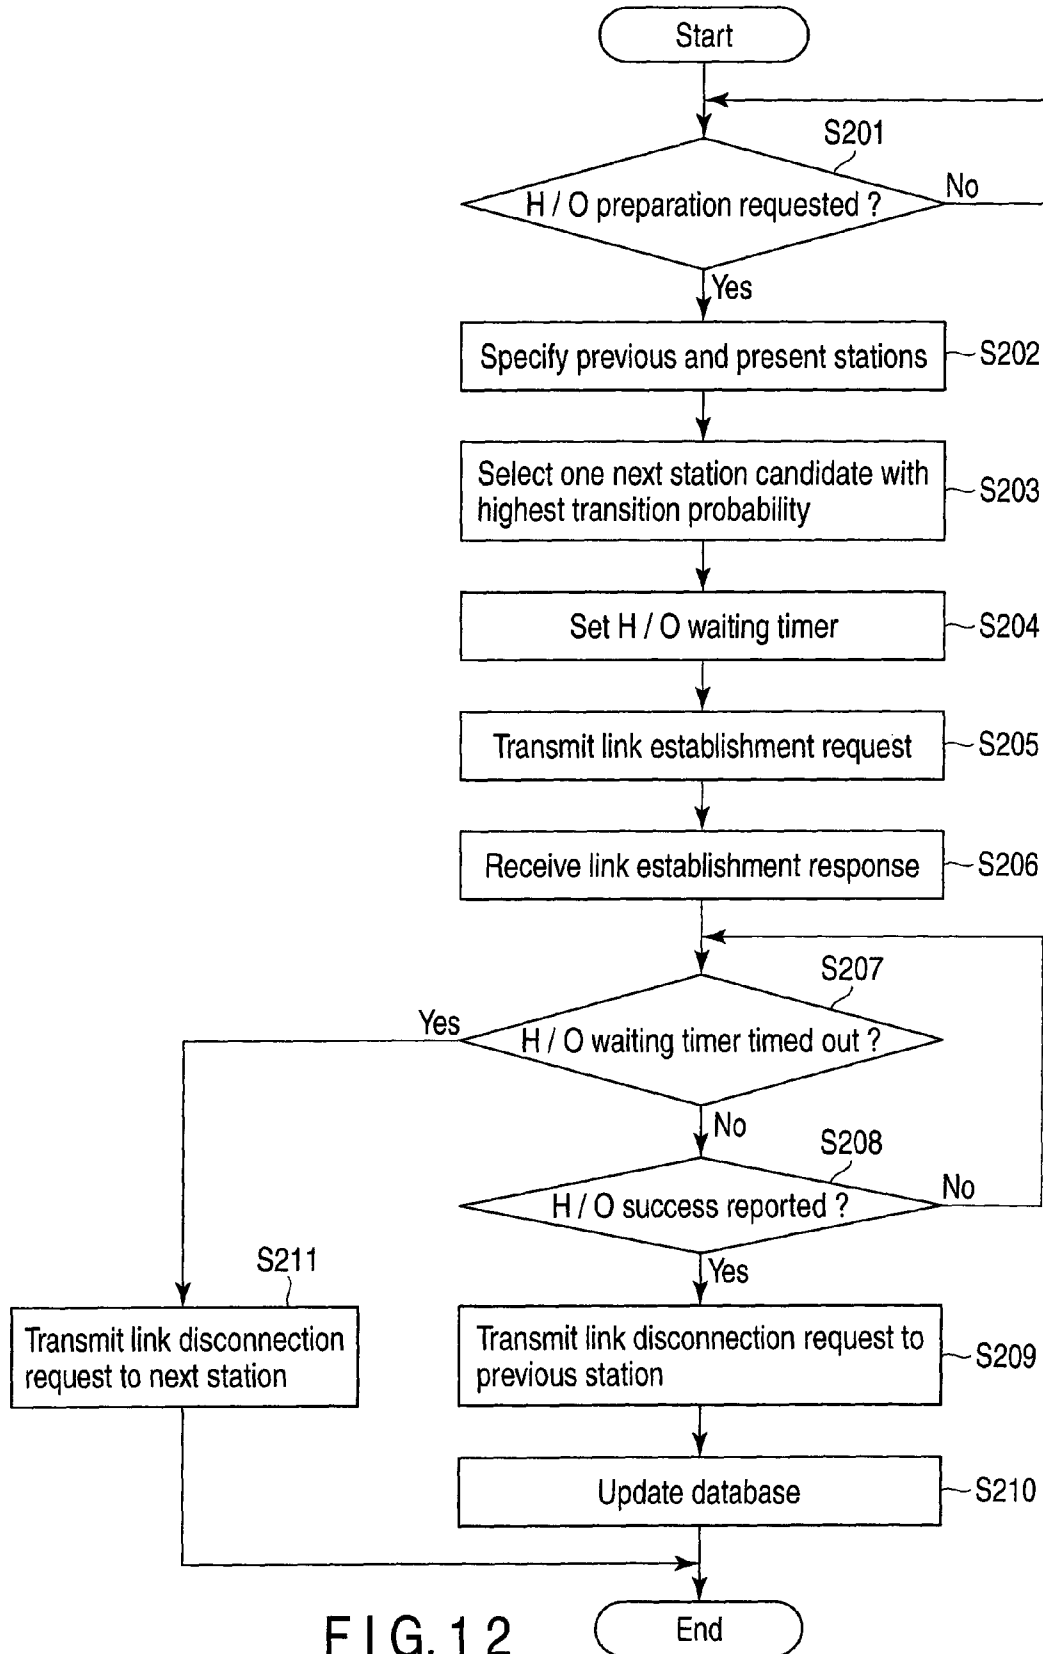 Start
S201
H / O preparation requested ?
No
Yes
Specify previous and present stations
S202
Select one next station candidate with
highest transition probability
S203
Set H / O waiting timer
S204
Transmit link establishment request
S205
Receive link establishment response
S206
S207
Yes
H / O waiting timer timed out ?
No
S208
H / O success reported ?
No
Yes
S211
Transmit link disconnection
request to next station
Transmit link disconnection request to
previous station
S209
Update database
S210
End
FIG. 12